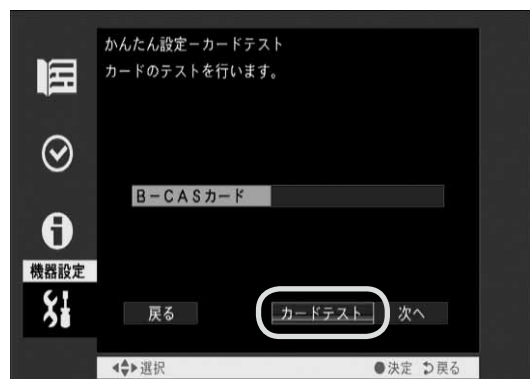 かんたん設定－カードテスト
カードのテストを行います。
B－CASカード
機器設定
戻る カードテスト 次へ
選択 決定 戻る